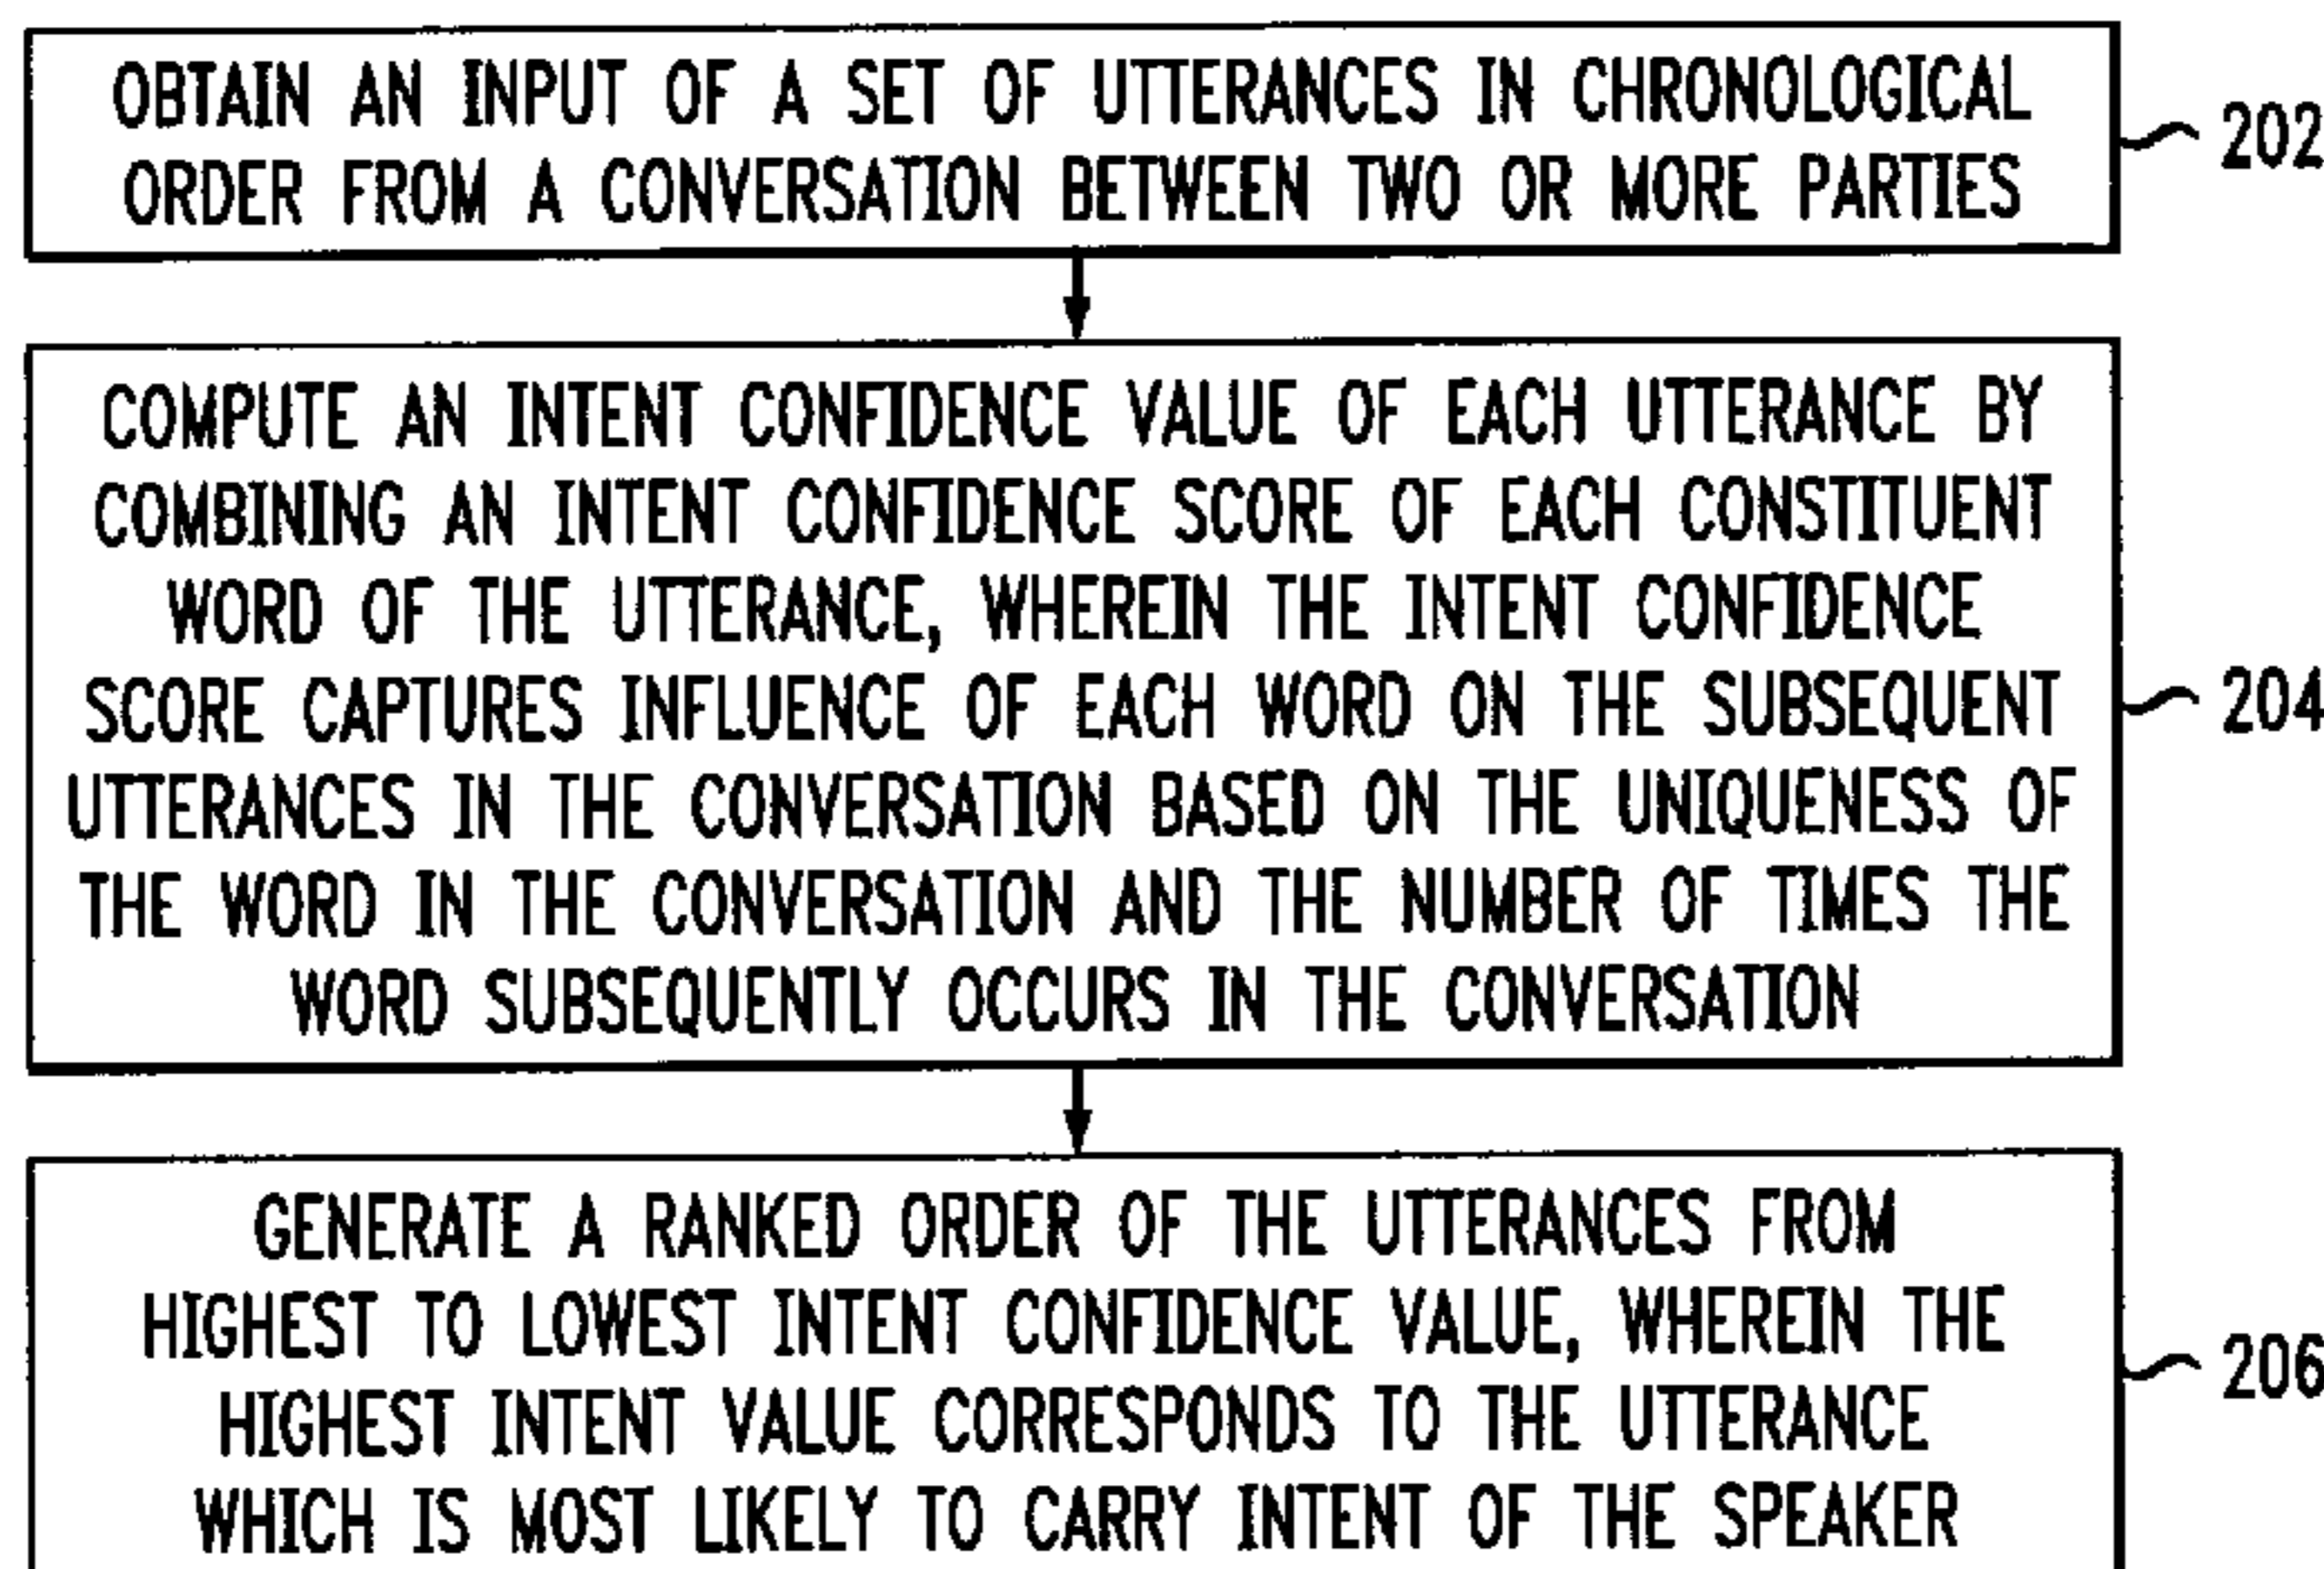 OBTAIN AN INPUT OF A SET OF UTTERANCES IN CHRONOLOGICAL
ORDER FROM A CONVERSATION BETWEEN TWO OR MORE PARTIES
202
COMPUTE AN INTENT CONFIDENCE VALUE OF EACH UTTERANCE BY
COMBINING AN INTENT CONFIDENCE SCORE OF EACH CONSTITUENT
WORD OF THE UTTERANCE, WHEREIN THE INTENT CONFIDENCE
SCORE CAPTURES INFLUENCE OF EACH WORD ON THE SUBSEQUENT
UTTERANCES IN THE CONVERSATION BASED ON THE UNIQUENESS OF
THE WORD IN THE CONVERSATION AND THE NUMBER OF TIMES THE
WORD SUBSEQUENTLY OCCURS IN THE CONVERSATION
204
GENERATE A RANKED ORDER OF THE UTTERANCES FROM
HIGHEST TO LOWEST INTENT CONFIDENCE VALUE, WHEREIN THE
HIGHEST INTENT VALUE CORRESPONDS TO THE UTTERANCE
WHICH IS MOST LIKELY TO CARRY INTENT OF THE SPEAKER
206